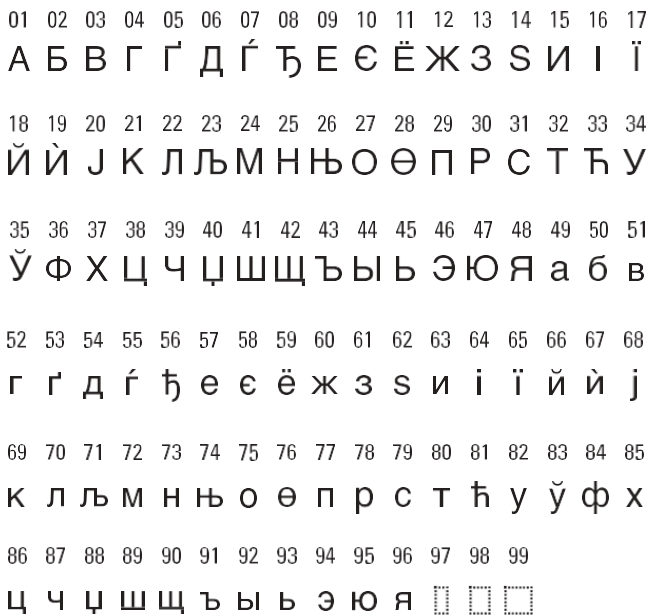 01 02 03 04 05 06 07 08 09 10 11 12 13 14 15 16 17
А Б В Г Ґ Д Ѓ Ђ Е Є Ё Ж З Ѕ И І Ї
18 19 20 21 22 23 24 25 26 27 28 29 30 31 32 33 34
Й Ѝ Ј К Л Љ М Н Њ О Ѳ П Р С Т Ћ У
35 36 37 38 39 40 41 42 43 44 45 46 47 48 49 50 51
Ў Ф Х Ц Ч Џ Ш Щ Ъ Ы Ь Э Ю Я а б в
52 53 54 55 56 57 58 59 60 61 62 63 64 65 66 67 68
г ґ д ѓ ђ е є ё ж з ѕ и і ї й ѝ ј
69 70 71 72 73 74 75 76 77 78 79 80 81 82 83 84 85
к л љ м н њ о ѳ п р с т ћ у ў ф х
86 87 88 89 90 91 92 93 94 95 96 97 98 99
ц ч џ ш щ ъ ы ь э ю я